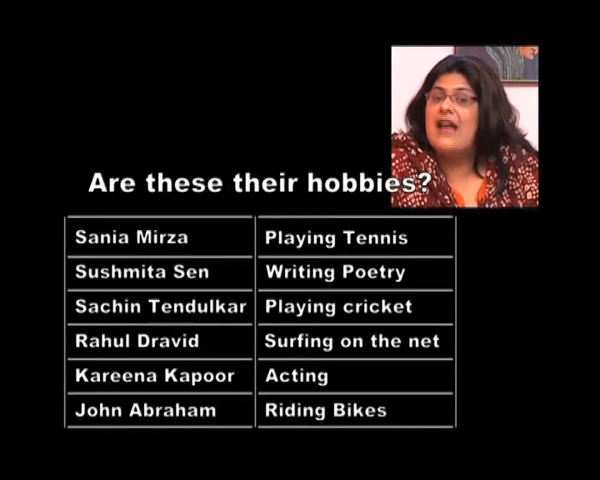 Are these their hobbies?
Sania Mirza Playing Tennis
Sushmita Sen Writing Poetry
Sachin Tendulkar Playing cricket
Rahul Dravid Surfing on the net
Kareena Kapoor Acting
John Abraham Riding Bikes